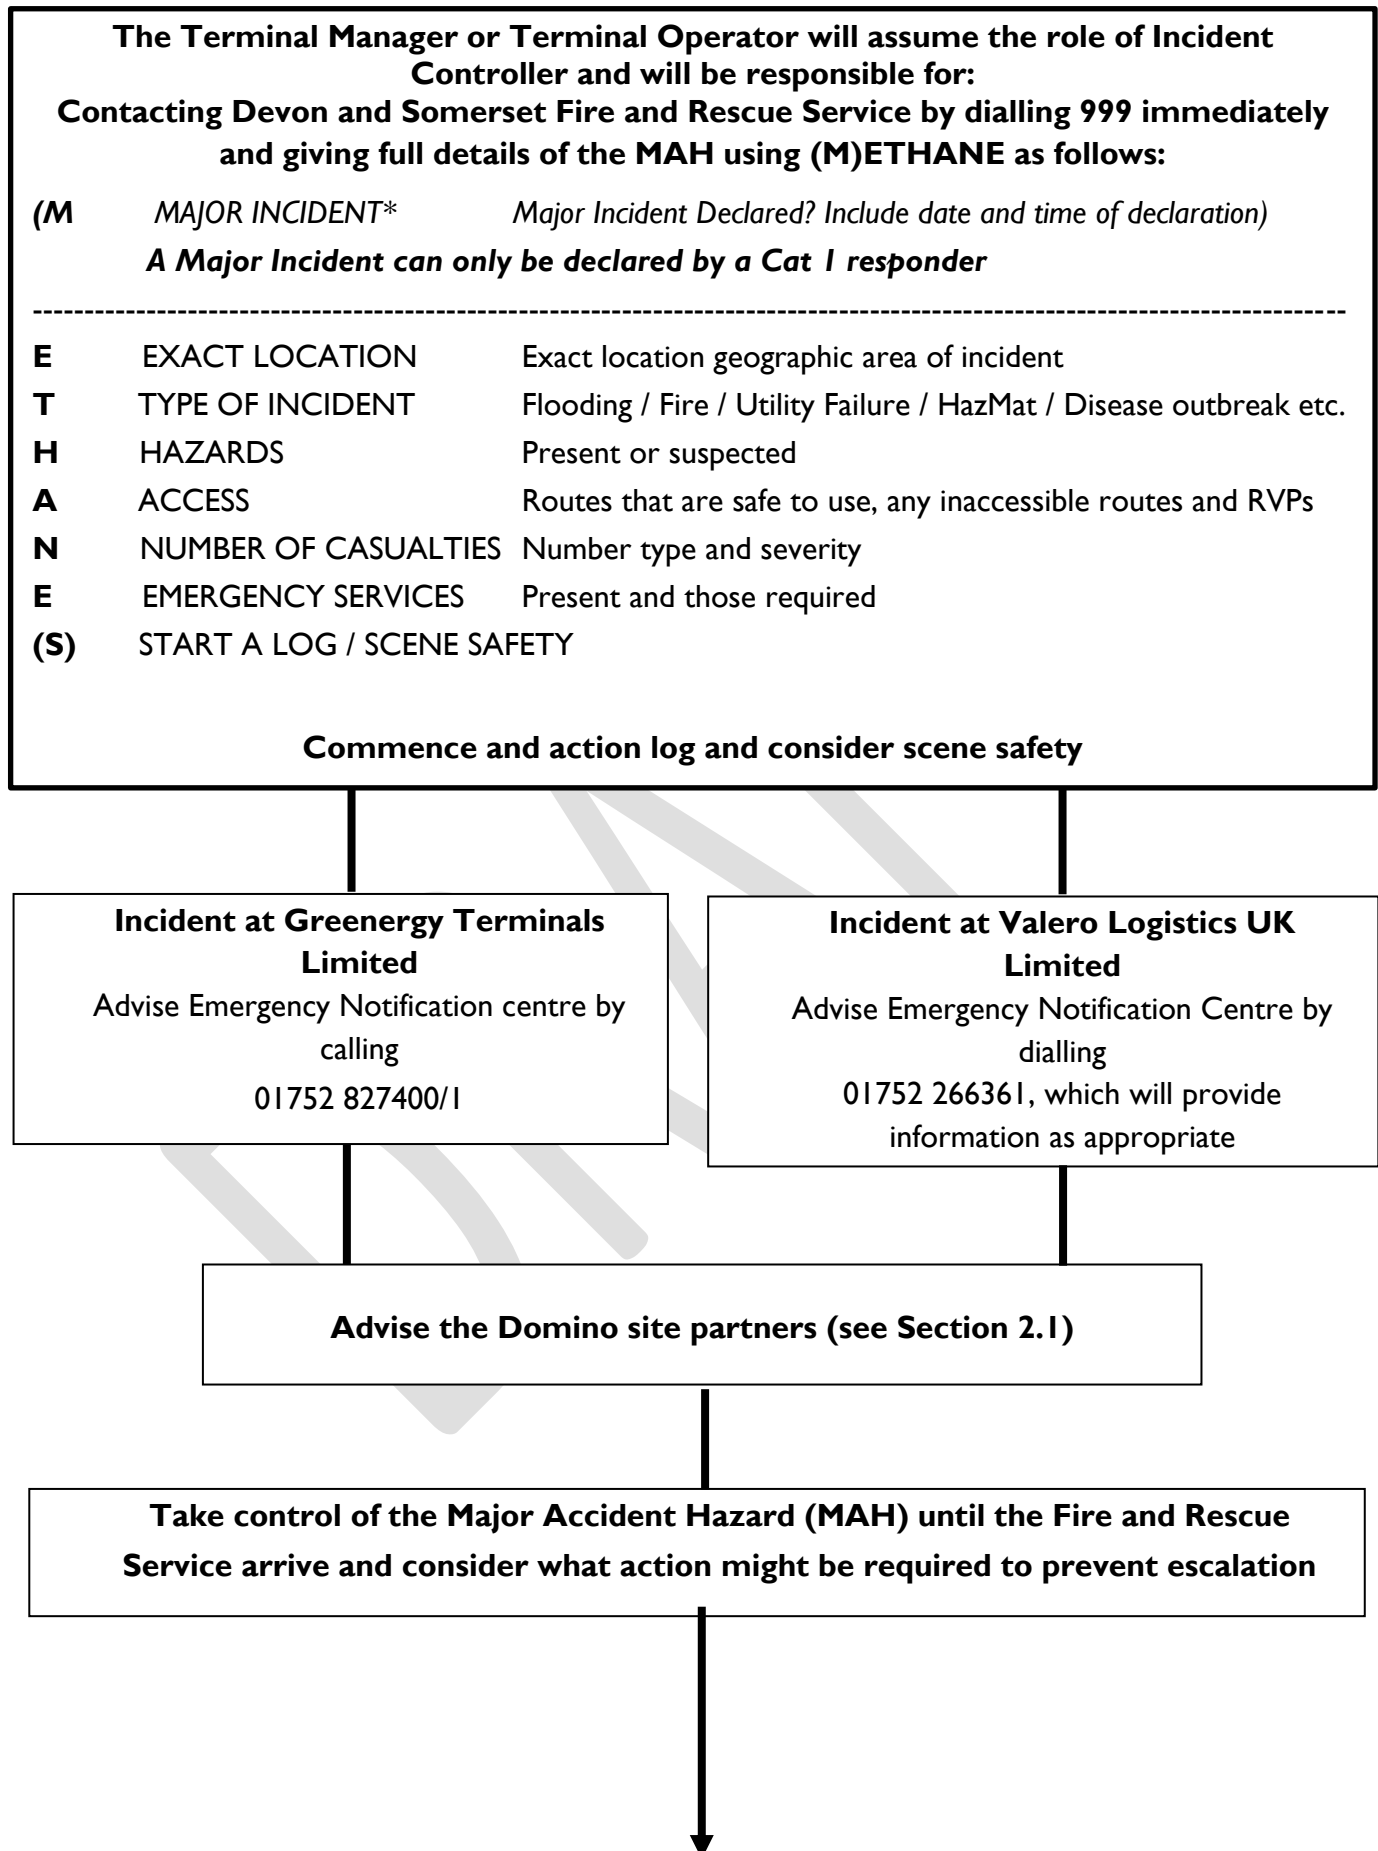 The Terminal Manager or Terminal Operator will assume the role of Incident
Controller and will be responsible for:
Contacting Devon and Somerset Fire and Rescue Service by dialling 999 immediately
and giving full details of the MAH using (M)ETHANE as follows:
(M MAJOR INCIDENT* Major Incident Declared? Include date and time of declaration)
A Major Incident can only be declared by a Cat 1 responder
E EXACT LOCATION Exact location geographic area of incident
T TYPE OF INCIDENT Flooding / Fire / Utility Failure / HazMat / Disease outbreak etc.
H HAZARDS Present or suspected
A ACCESS Routes that are safe to use, any inaccessible routes and RVPs
N NUMBER OF CASUALTIES Number type and severity
E EMERGENCY SERVICES Present and those required
(S) START A LOG / SCENE SAFETY
Commence and action log and consider scene safety
Incident at Greenergy Terminals
Limited
Advise Emergency Notification centre by
calling
01752 827400/1
Incident at Valero Logistics UK
Limited
Advise Emergency Notification Centre by
dialling
01752 266361, which will provide
information as appropriate
Advise the Domino site partners (see Section 2.1)
Take control of the Major Accident Hazard (MAH) until the Fire and Rescue
Service arrive and consider what action might be required to prevent escalation